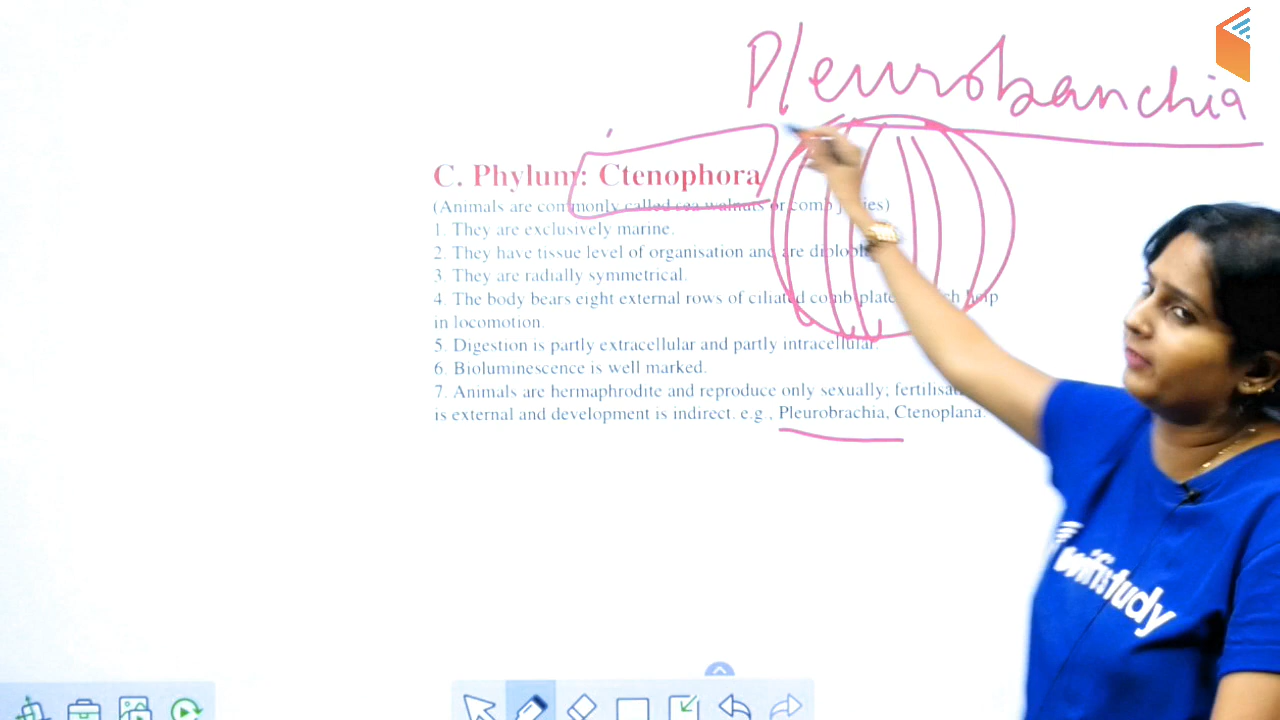 Pleurobanchia
C. Phylum: Ctenophora
(Animals are commonly called sea walnuts or comb jellies)
1. They are exclusively marine.
2. They have tissue level of organisation and are
3. They are radially symmetrical.
4. The body bears eight external rows of ciliated comb plates help
in locomotion.
5. Digestion is partly extracellular and partly intracellular.
6. Bioluminescence is well marked.
7. Animals are hermaphrodite and reproduce only sexually;
is external and development is indirect. e.g., Pleurobrachia, Ctenoplana.
wifistudy